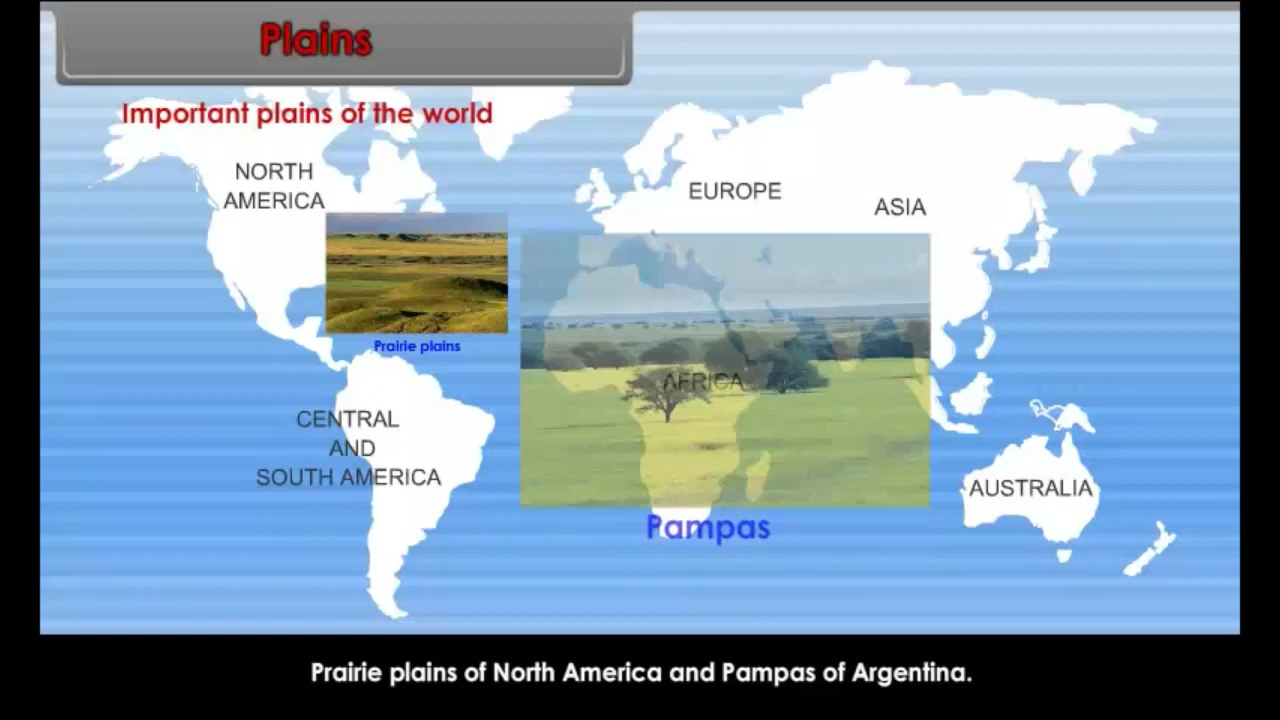 Plains
Important plains of the world
NORTH
AMERICA
EUROPE
ASIA
Prairie plains
AFRICA
CENTRAL
AND
SOUTH AMERICA
AUSTRALIA
Pampas
Prairie plains of North America and Pampas of Argentina.